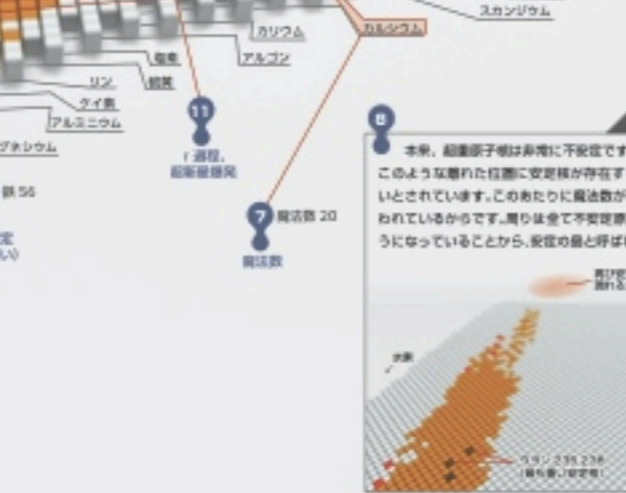 スカンジウム
カルシウム
カリウム
アルゴン
塩素
硫黄
リン
ケイ素
アルミニウム
グネシウム
鉄 56
定
い)
11
r 過程,
超新星爆発
7
魔法数 20
魔法数
8
本来、超重原子核は非常に不安定です
このような離れた位置に安定核が存在す
いとされています。このあたりに魔法数が
われているからです。周りは全て不安定原
うになっていることから、安定の島と呼ばれ
水素
ウラン 235, 238